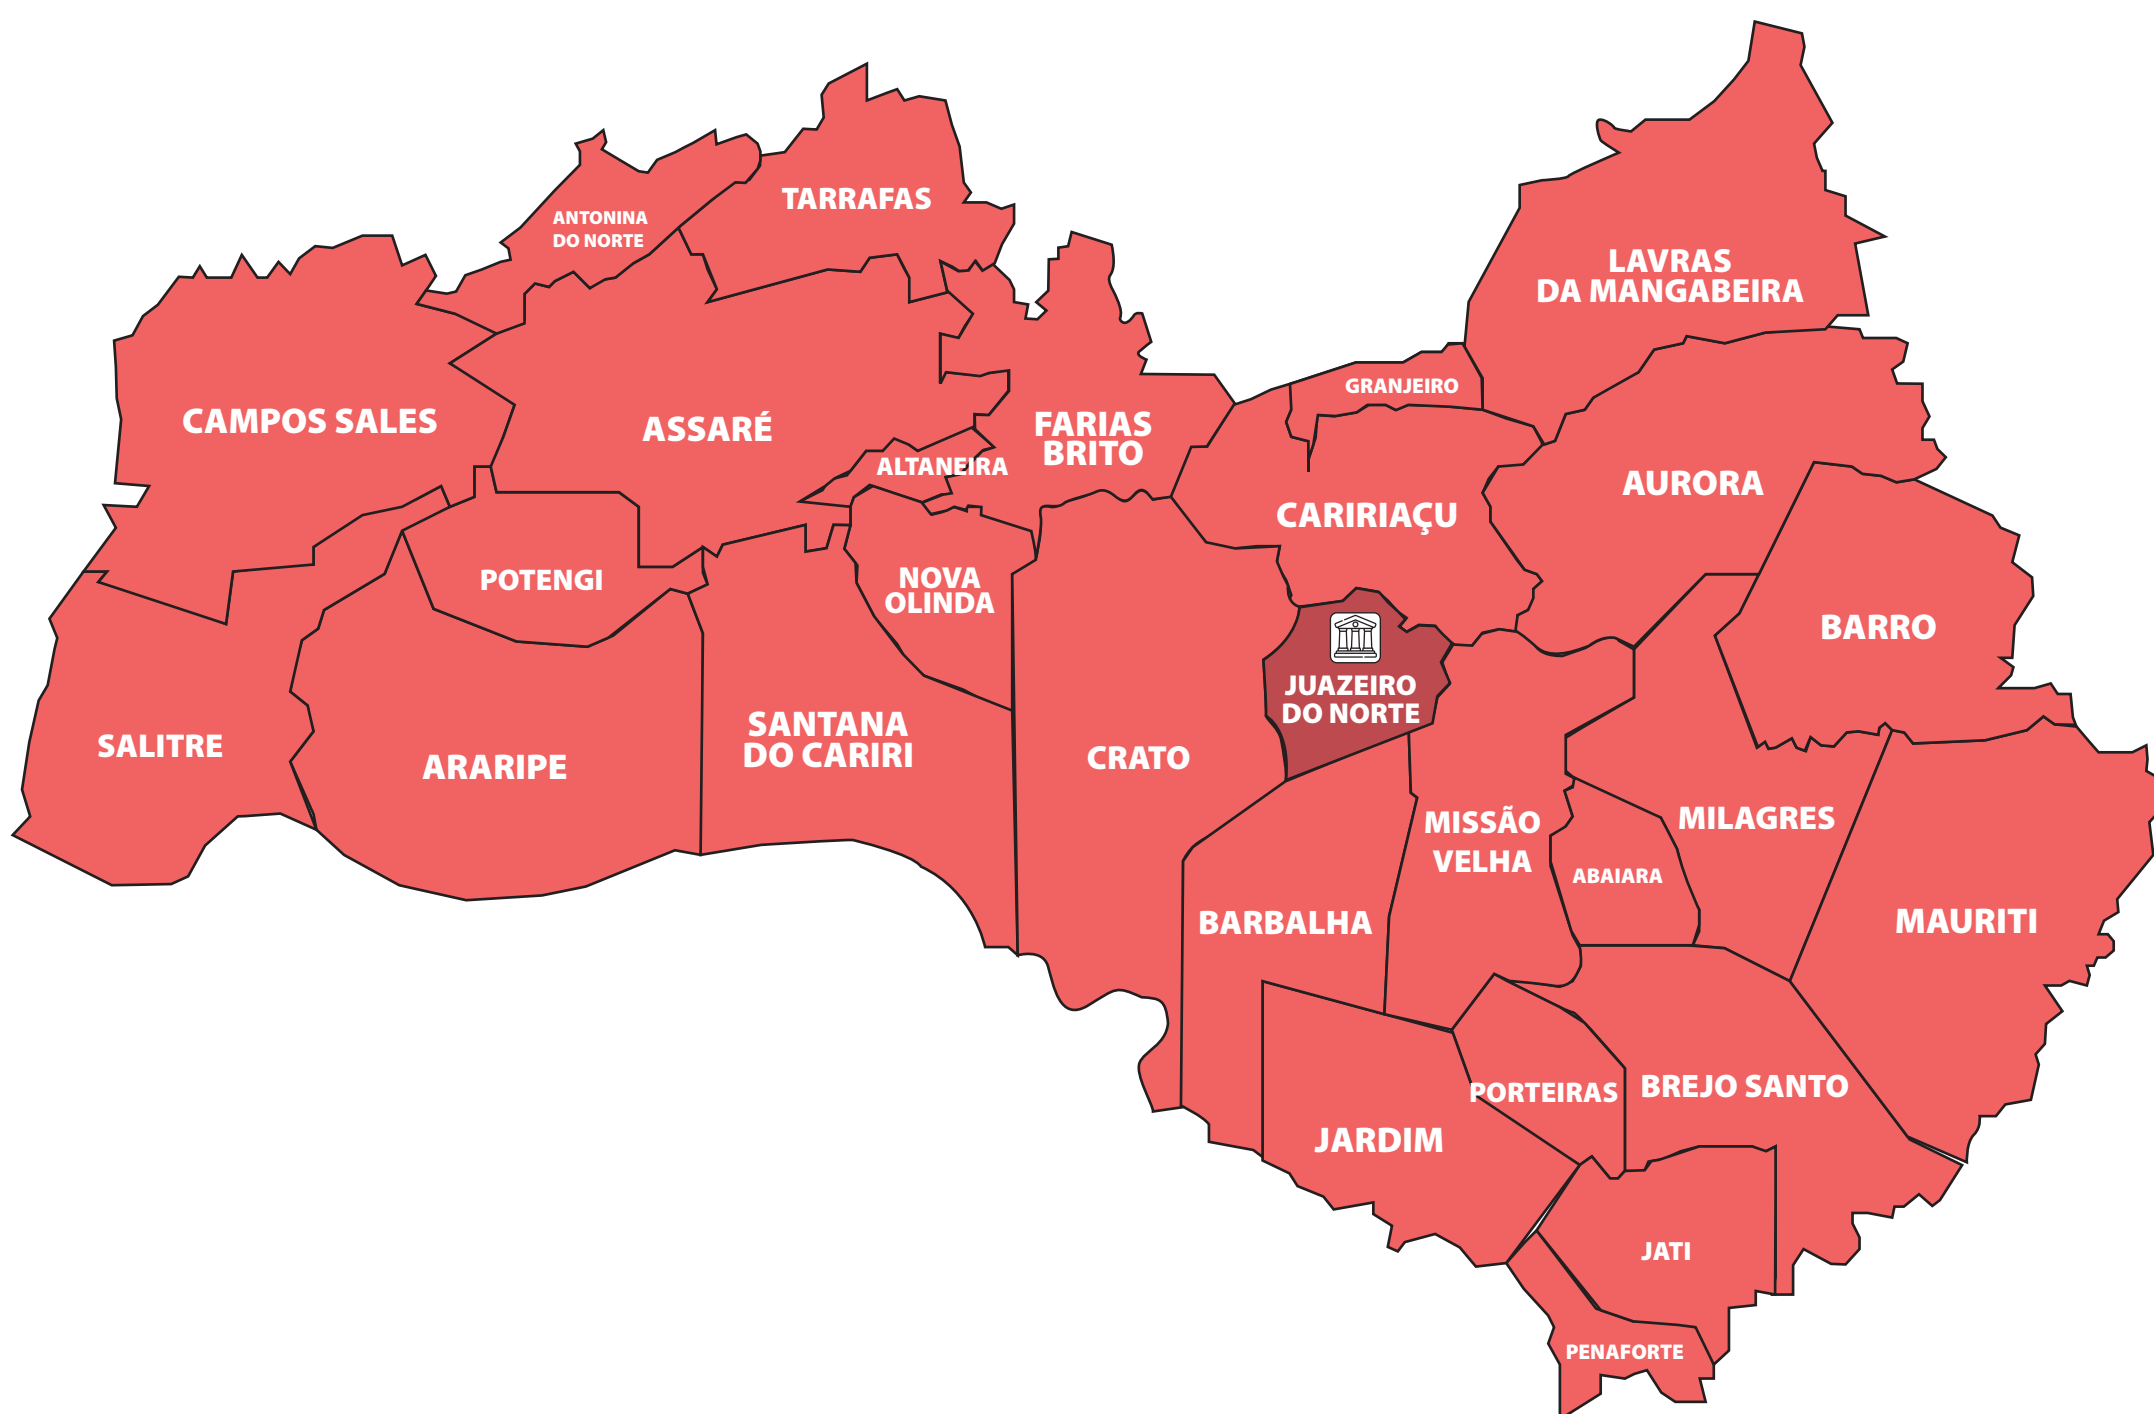 TARRAFAS
ANTONINA
DO NORTE
LAVRAS
DA MANGABEIRA
GRANJEIRO
CAMPOS SALES
ASSARÉ
FARIAS
BRITO
ALTANEIRA
AURORA
CARIRIAÇU
POTENGI
NOVA
OLINDA
BARRO
JUAZEIRO
DO NORTE
SALITRE
ARARIPE
SANTANA
DO CARIRI
CRATO
MISSÃO
VELHA
MILAGRES
ABAIARA
BARBALHA
MAURITI
PORTEIRAS
BREJO SANTO
JARDIM
JATI
PENAFORTE